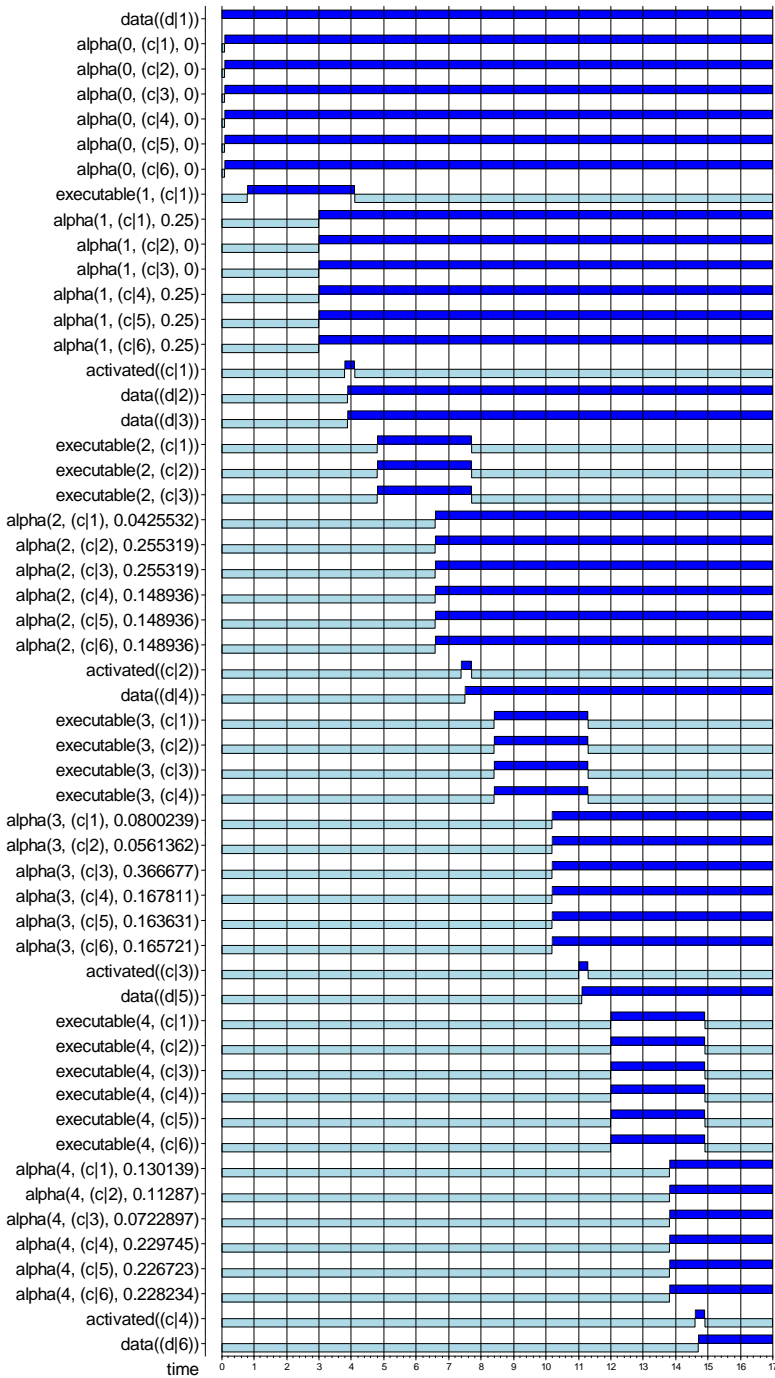 data((d|1))
alpha(0, (c|1), 0)
alpha(0, (c|2), 0)
alpha(0, (c|3), 0)
alpha(0, (c|4), 0)
alpha(0, (c|5), 0)
alpha(0, (c|6), 0)
executable(1, (c|1))
alpha(1, (c|1), 0.25)
alpha(1, (c|2), 0)
alpha(1, (c|3), 0)
alpha(1, (c|4), 0.25)
alpha(1, (c|5), 0.25)
alpha(1, (c|6), 0.25)
activated((c|1))
data((d|2))
data((d|3))
executable(2, (c|1))
executable(2, (c|2))
executable(2, (c|3))
alpha(2, (c|1), 0.0425532)
alpha(2, (c|2), 0.255319)
alpha(2, (c|3), 0.255319)
alpha(2, (c|4), 0.148936)
alpha(2, (c|5), 0.148936)
alpha(2, (c|6), 0.148936)
activated((c|2))
data((d|4))
executable(3, (c|1))
executable(3, (c|2))
executable(3, (c|3))
executable(3, (c|4))
alpha(3, (c|1), 0.0800239)
alpha(3, (c|2), 0.0561362)
alpha(3, (c|3), 0.366677)
alpha(3, (c|4), 0.167811)
alpha(3, (c|5), 0.163631)
alpha(3, (c|6), 0.165721)
activated((c|3))
data((d|5))
executable(4, (c|1))
executable(4, (c|2))
executable(4, (c|3))
executable(4, (c|4))
executable(4, (c|5))
executable(4, (c|6))
alpha(4, (c|1), 0.130139)
alpha(4, (c|2), 0.11287)
alpha(4, (c|3), 0.0722897)
alpha(4, (c|4), 0.229745)
alpha(4, (c|5), 0.226723)
alpha(4, (c|6), 0.228234)
activated((c|4))
data((d|6))
time 0 1 2 3 4 5 6 7 8 9 10 11 12 13 14 15 16 17